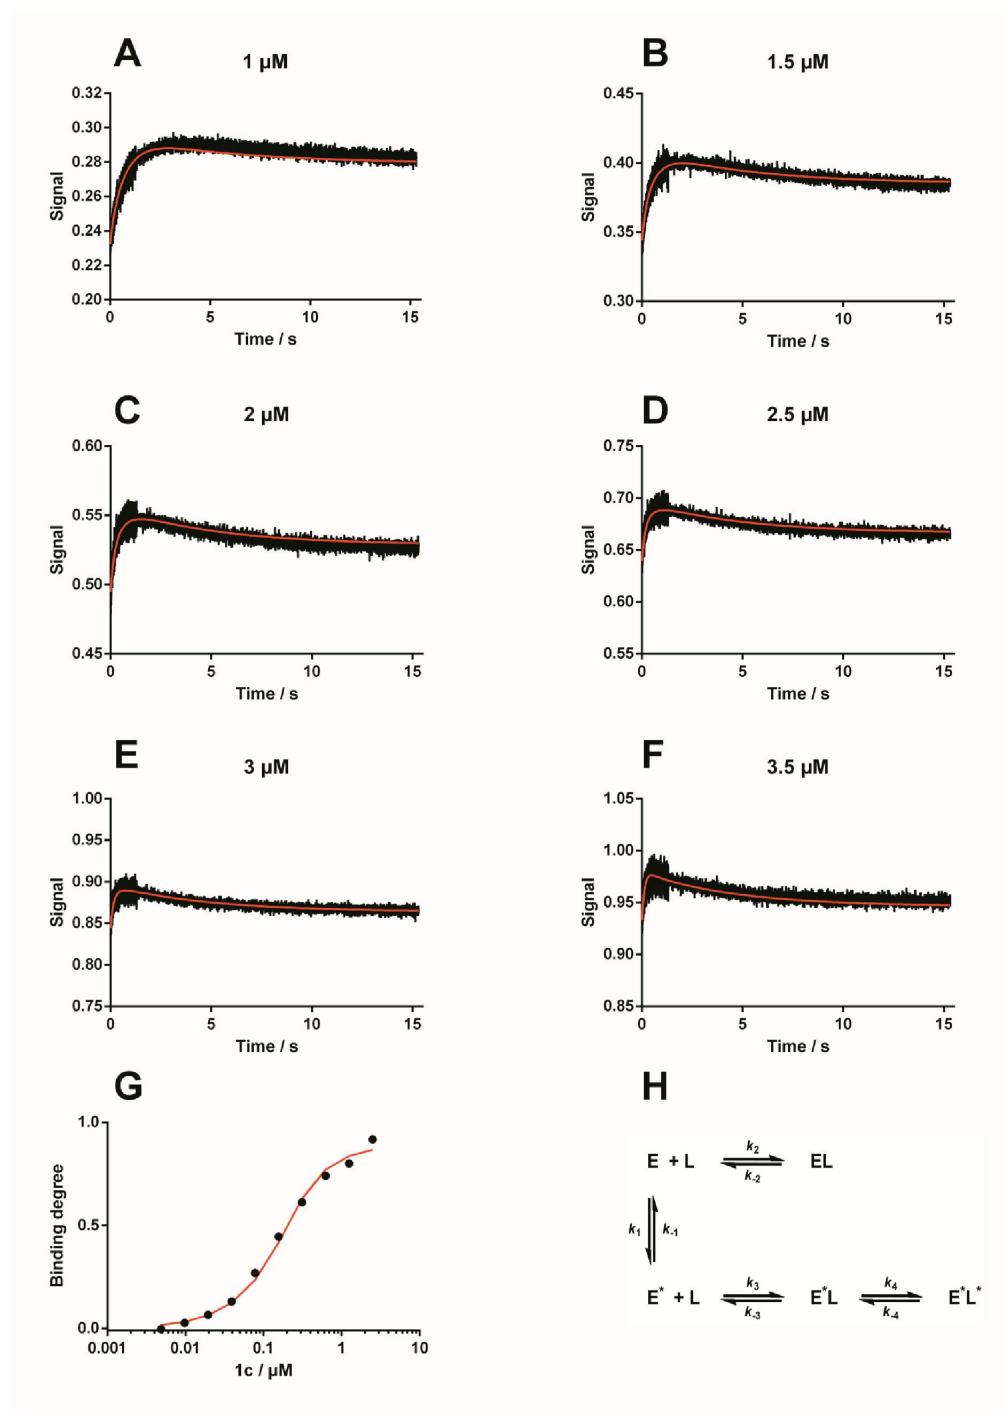 A
1 µM
0.32
0.30
0.28
0.26
0.24
0.22
0.20
Signal
0 5 10 15
Time / s
B
1.5 µM
0.45
0.40
0.35
0.30
Signal
0 5 10 15
Time / s
C
2 µM
0.60
0.55
0.50
0.45
Signal
0 5 10 15
Time / s
D
2.5 µM
0.75
0.70
0.65
0.60
0.55
Signal
0 5 10 15
Time / s
E
3 µM
1.00
0.95
0.90
0.85
0.80
0.75
Signal
0 5 10 15
Time / s
F
3.5 µM
1.05
1.00
0.95
0.90
0.85
Signal
0 5 10 15
Time / s
G
1.0
0.5
0.0
Binding degree
0.001 0.01 0.1 1 10
1c / µM
H
k2
E + L EL
k-2
k1 k-1
k3 k4
E* + L E*L E*L*
k-3 k-4